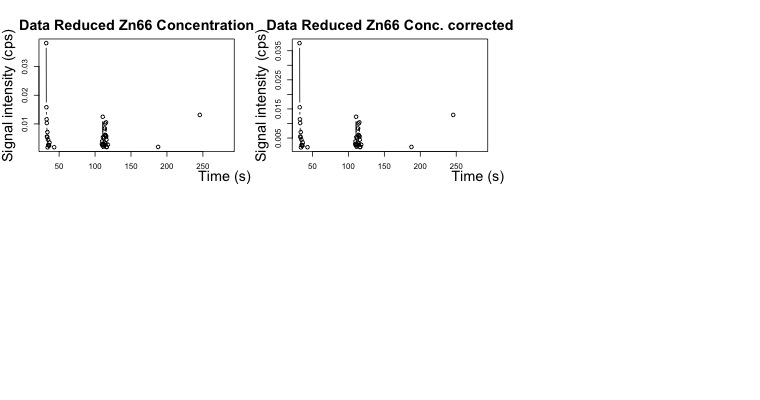 Data Reduced Zn66 Concentration
Signal intensity (cps)
0.01
0.02
0.03
50
100
150
200
250
Time (s)
Data Reduced Zn66 Conc. corrected
Signal intensity (cps)
0.005
0.015
0.025
0.035
50
100
150
200
250
Time (s)